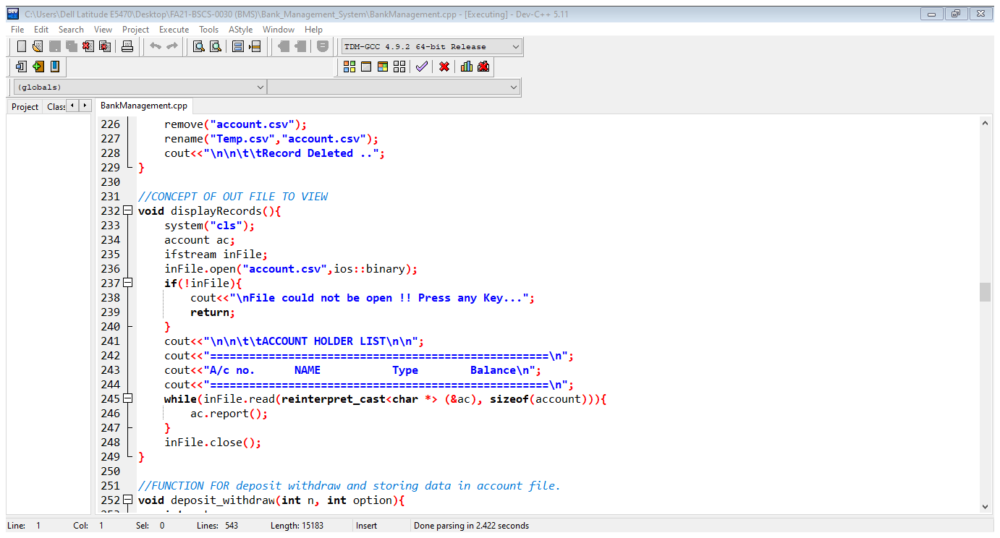 C:\Users\Dell Latitude E5470\Desktop\FA21-BSCS-0030 (BMS)\Bank_Management_System\BankManagement.cpp - [Executing] - Dev-C++ 5.11
File Edit Search View Project Execute Tools AStyle Window Help
TDM-GCC 4.9.2 64-bit Release
(globals)
Project Class BankManagement.cpp
226     remove("account.csv");
227     rename("Temp.csv","account.csv");
228     cout<<"\n\n\t\tRecord Deleted ..";
229 }
230
231 //CONCEPT OF OUT FILE TO VIEW
232 void displayRecords(){
233     system("cls");
234     account ac;
235     ifstream inFile;
236     inFile.open("account.csv",ios::binary);
237     if(!inFile){
238         cout<<"\nFile could not be open !! Press any Key...";
239         return;
240     }
241     cout<<"\n\n\t\tACCOUNT HOLDER LIST\n\n";
242     cout<<"====================================================\n";
243     cout<<"A/c no.      NAME           Type        Balance\n";
244     cout<<"====================================================\n";
245     while(inFile.read(reinterpret_cast<char *> (&ac), sizeof(account))){
246         ac.report();
247     }
248     inFile.close();
249 }
250
251 //FUNCTION FOR deposit withdraw and storing data in account file.
252 void deposit_withdraw(int n, int option){
Line: 1 Col: 1 Sel: 0 Lines: 543 Length: 15183 Insert Done parsing in 2.422 seconds